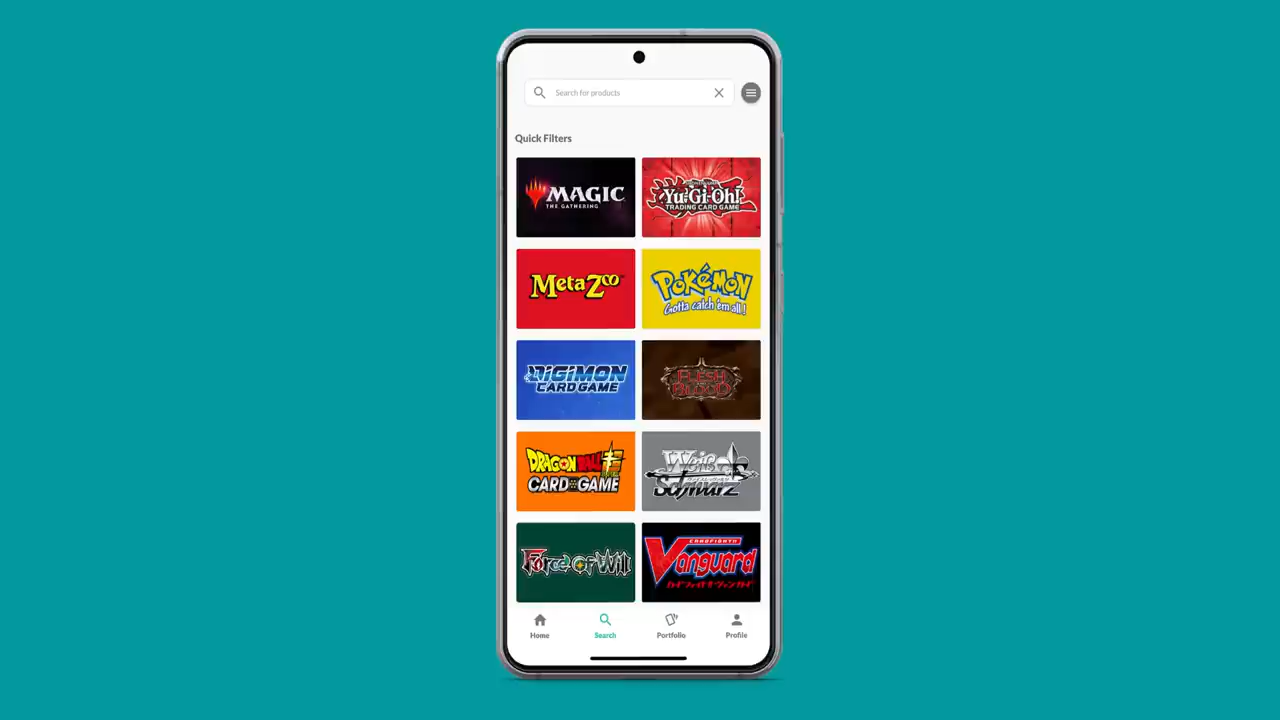 Search for products
Quick Filters
MAGIC
THE GATHERING
Yu-Gi-Oh!
TRADING CARD GAME
MetaZoo
POKéMON
Gotta catch 'em all!
DIGIMON
CARD GAME
FLESH
BLOOD
DRAGON BALL
CARD GAME
Weiß
Schwarz
Force of Will
CARDFIGHT!!
Vanguard
Home
Search
Portfolio
Profile